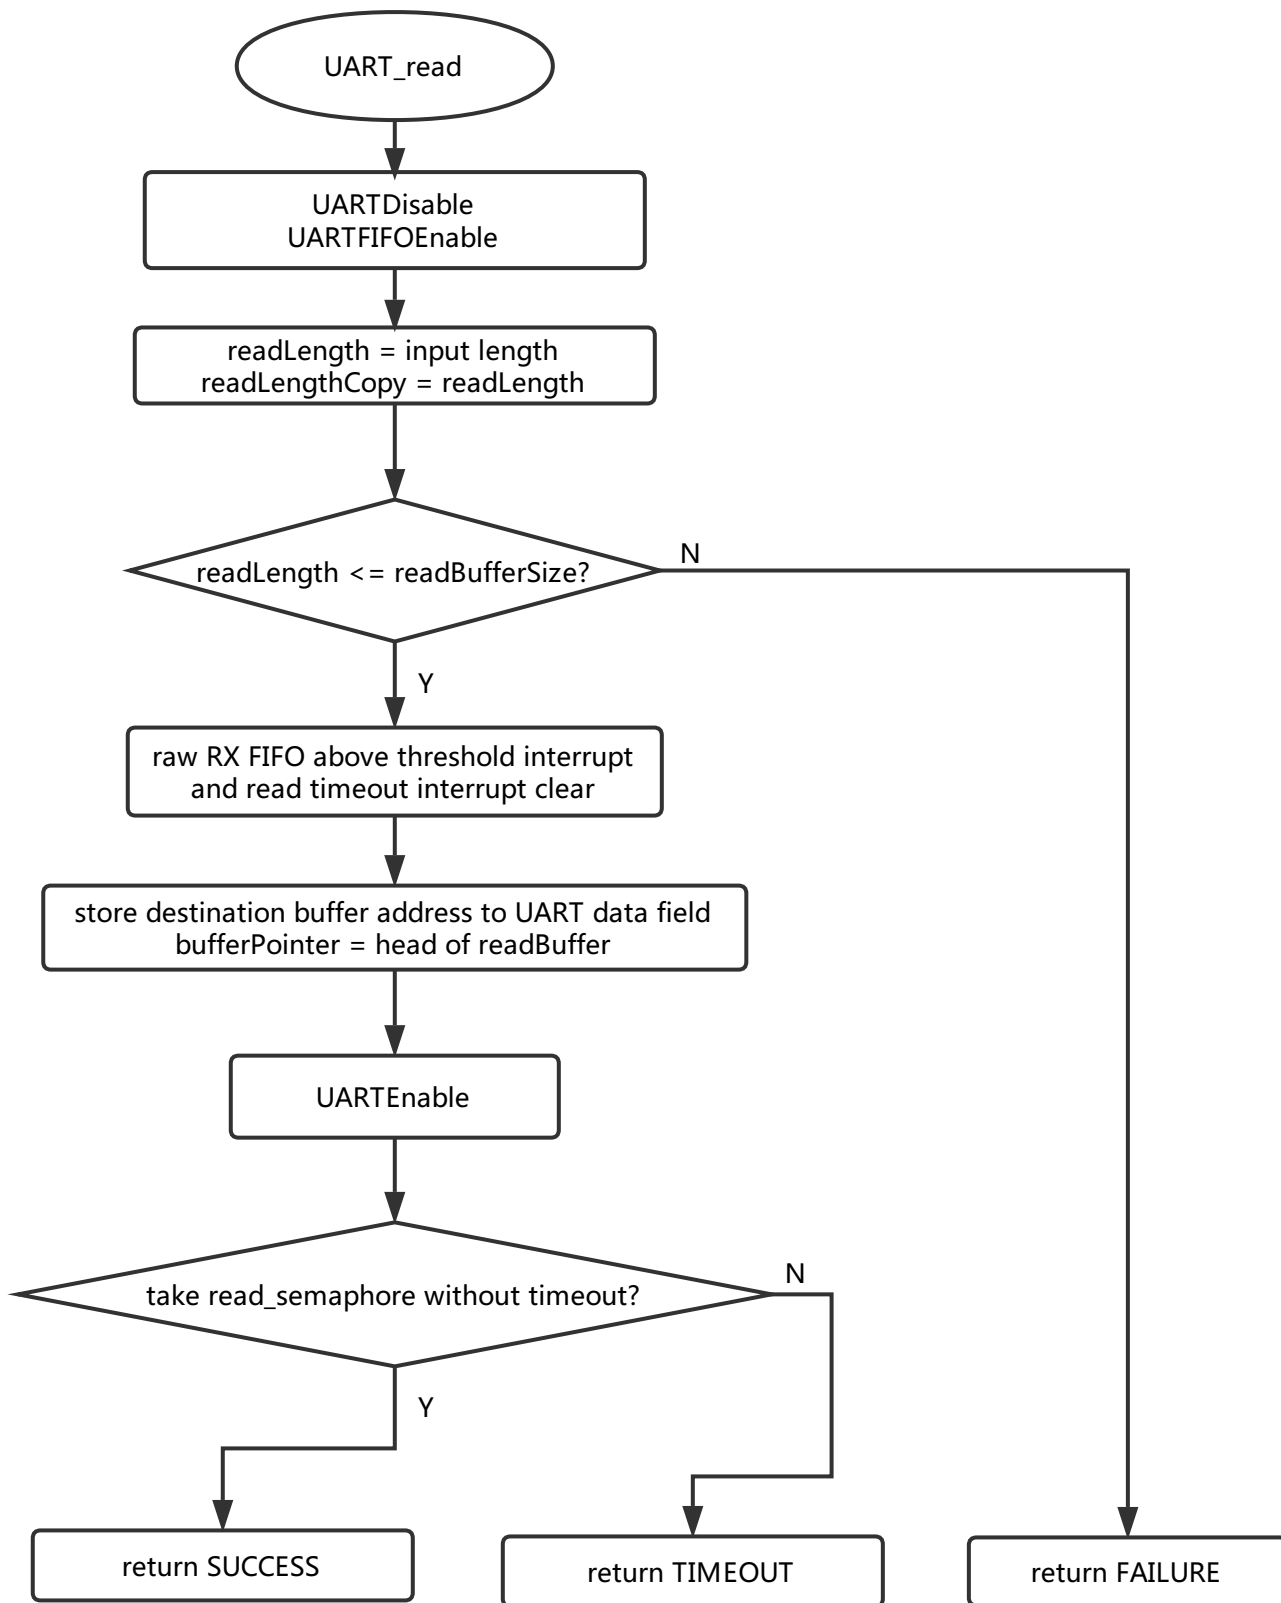 UART_read
UARTDisable
UARTFIFOEnable
readLength = input length
readLengthCopy = readLength
readLength <= readBufferSize?
N
Y
raw RX FIFO above threshold interrupt
and read timeout interrupt clear
store destination buffer address to UART data field
bufferPointer = head of readBuffer
UARTEnable
take read_semaphore without timeout?
N
Y
return SUCCESS
return TIMEOUT
return FAILURE